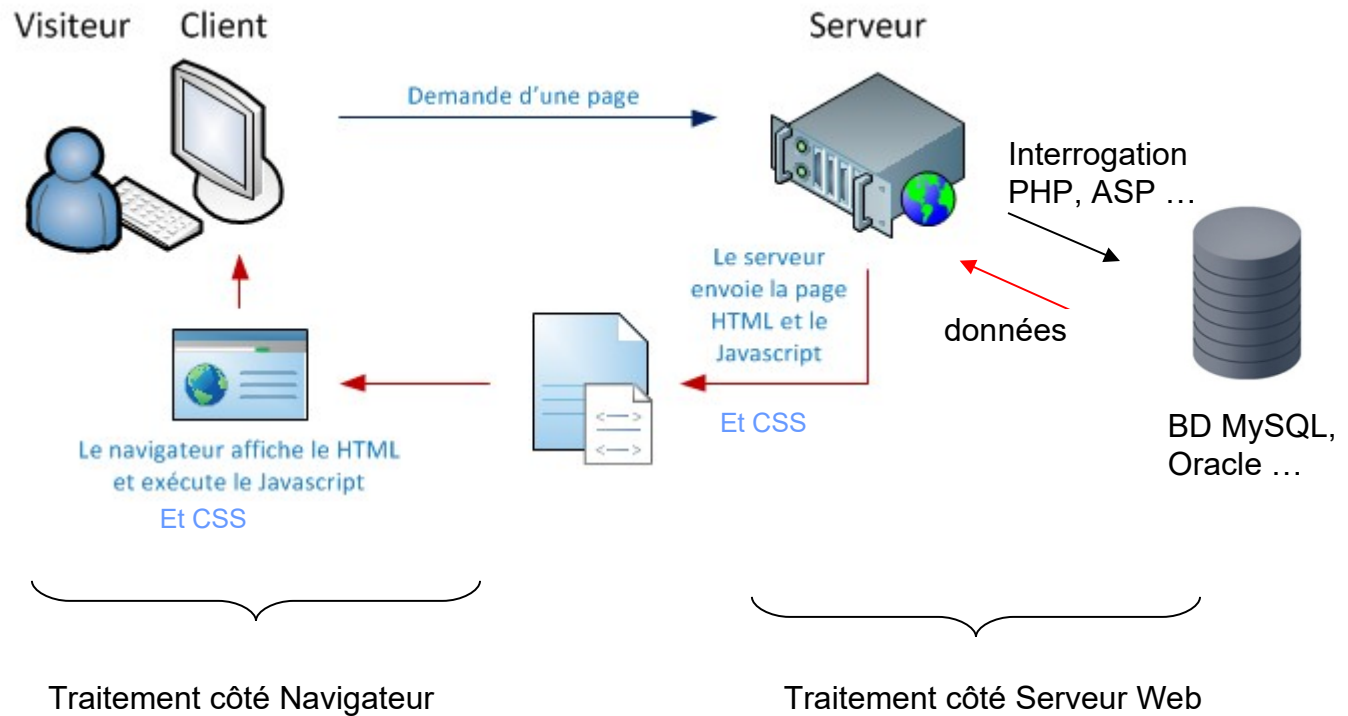 Visiteur
Client
Serveur
Demande d'une page
Interrogation
PHP, ASP …
Le serveur
envoie la page
HTML et le
Javascript
Et CSS
données
BD MySQL,
Oracle …
<--->
<--->
Le navigateur affiche le HTML
et exécute le Javascript
Et CSS
Traitement côté Navigateur
Traitement côté Serveur Web